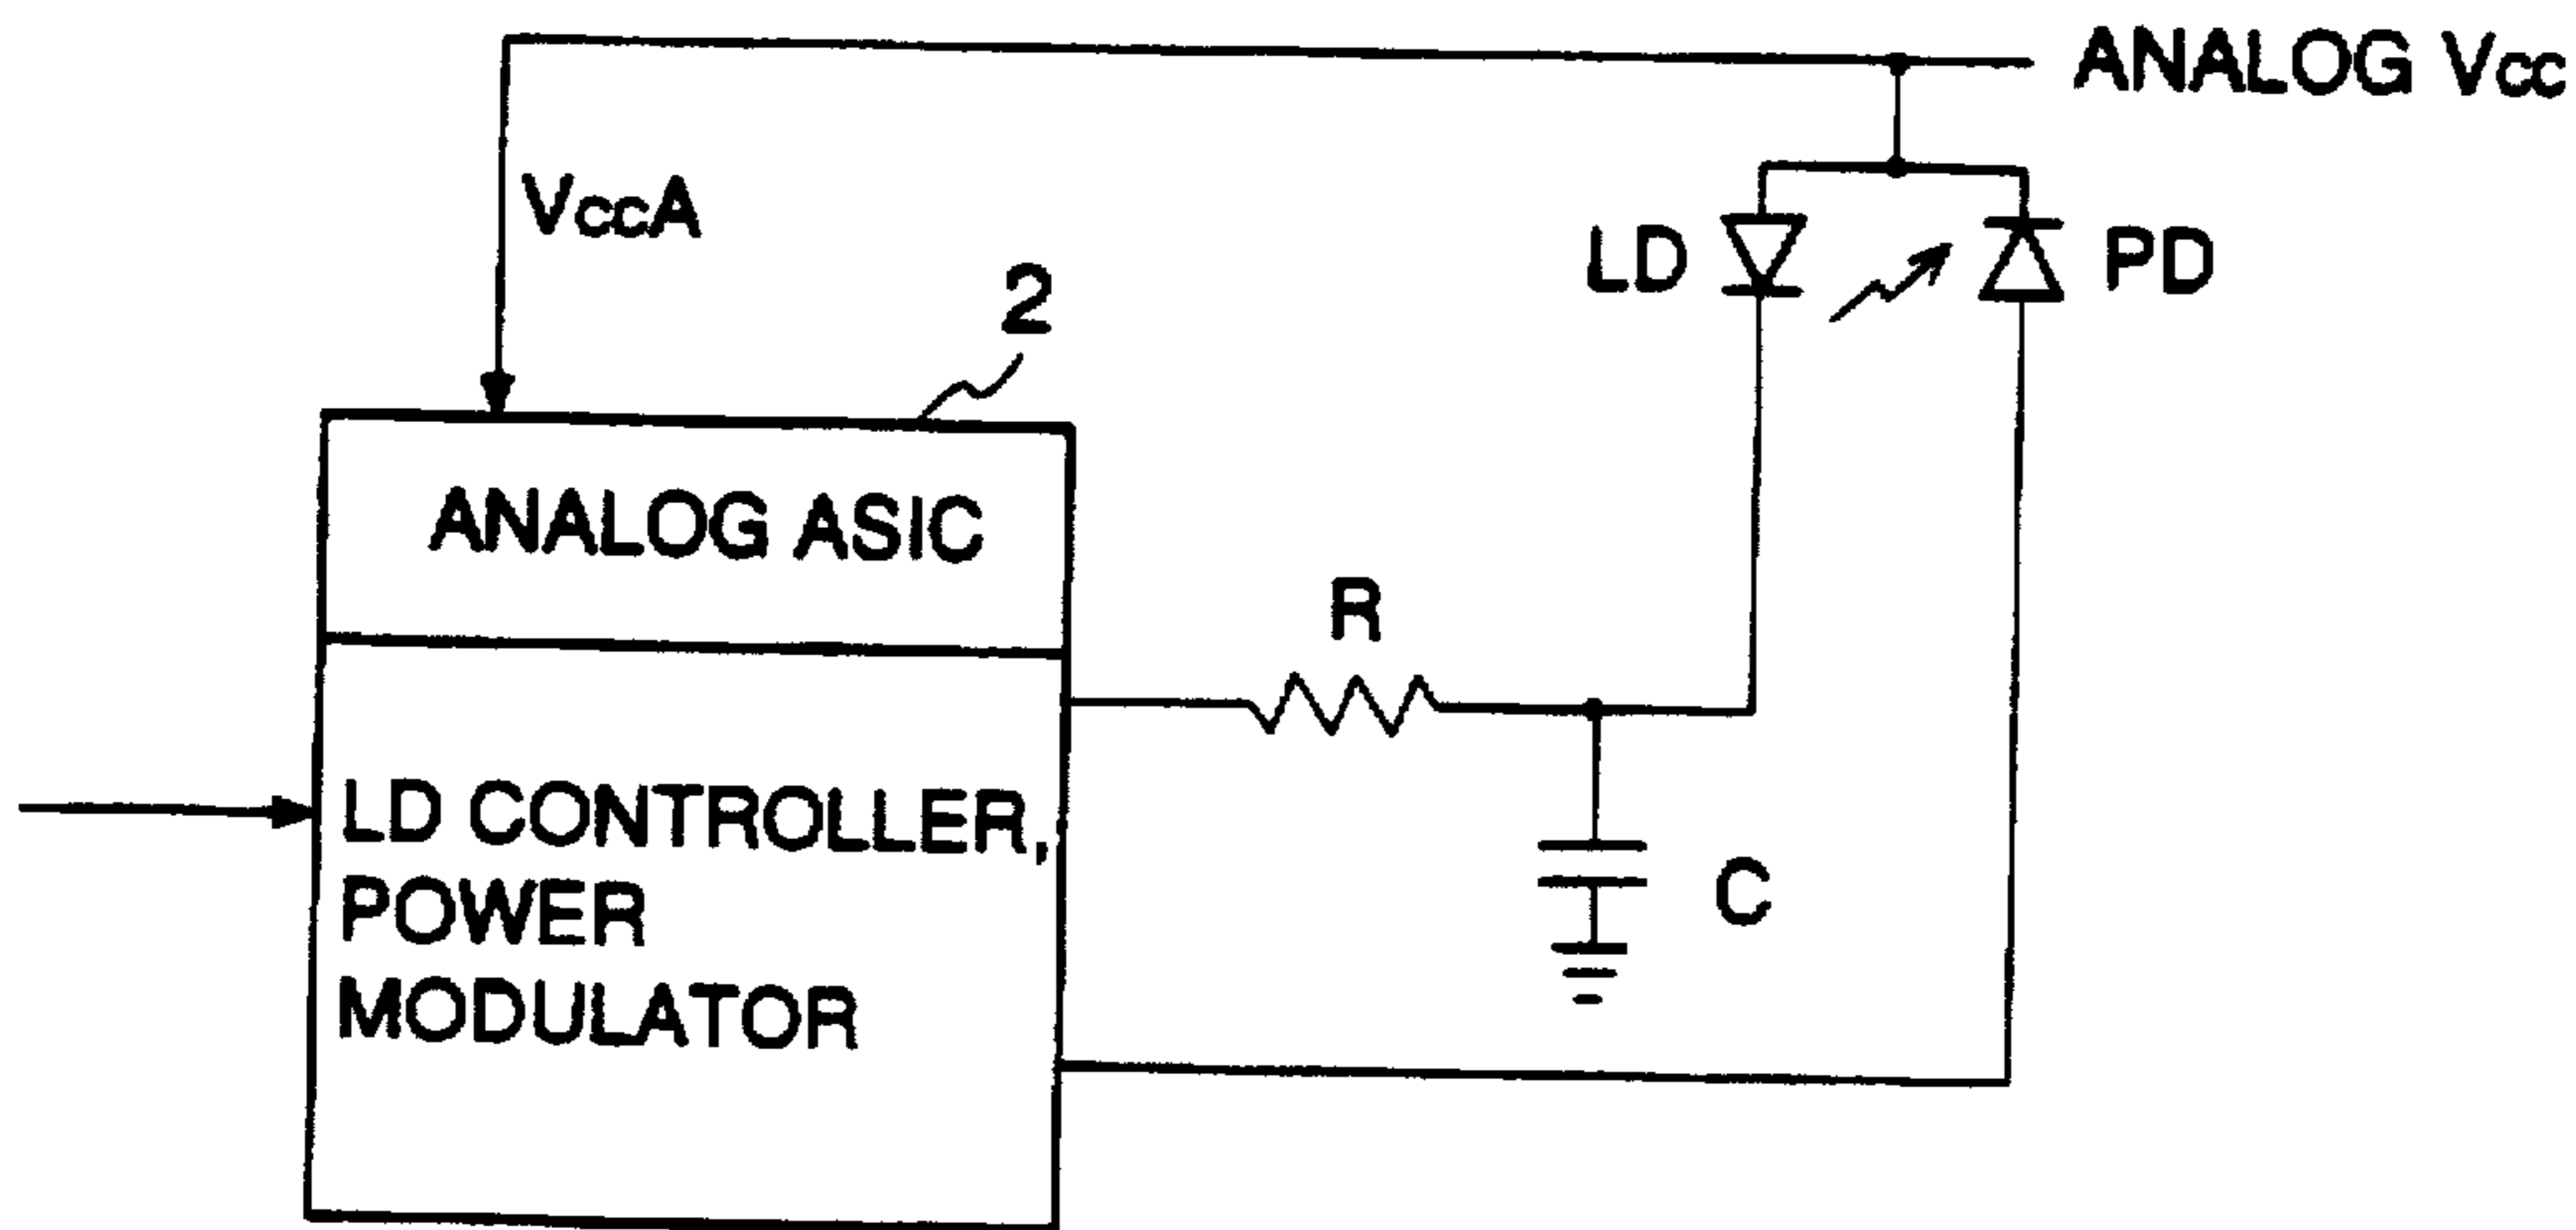 ANALOG Vcc
VccA
LD
PD
2
ANALOG ASIC
R
LD CONTROLLER,
POWER
MODULATOR
C